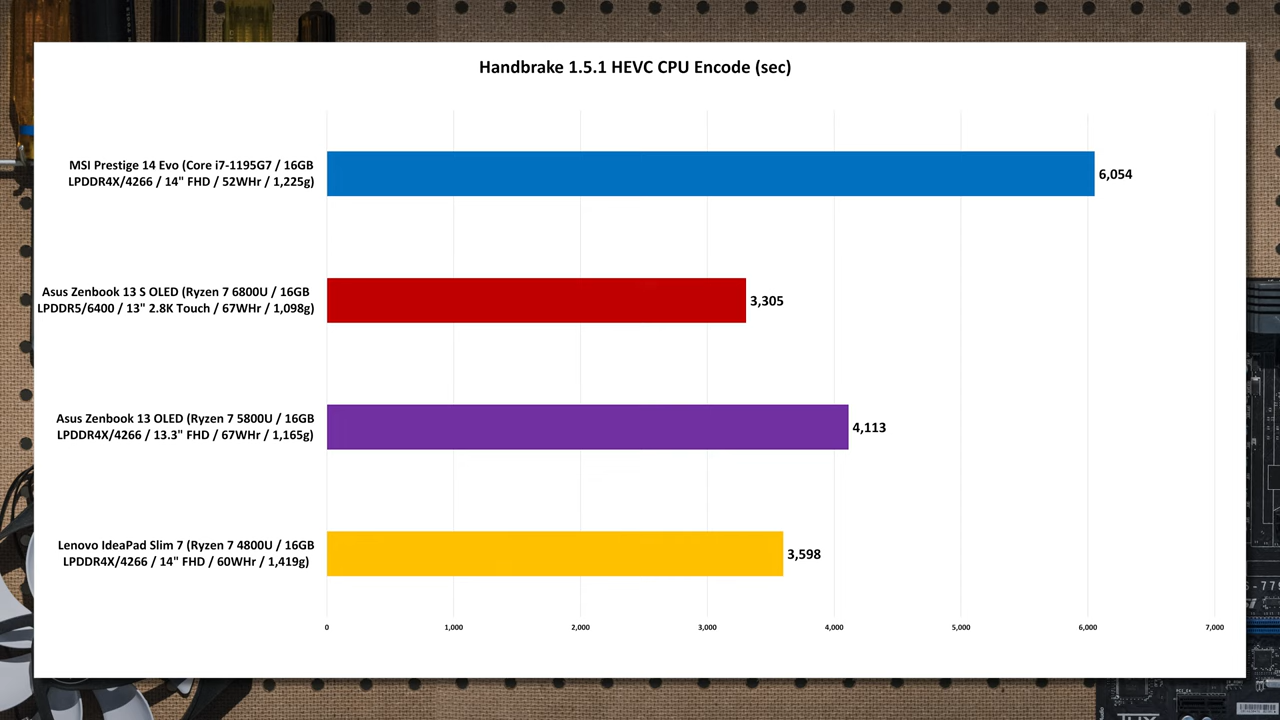 Handbrake 1.5.1 HEVC CPU Encode (sec)
MSI Prestige 14 Evo (Core i7-1195G7 / 16GB
LPDDR4X/4266 / 14" FHD / 52WHr / 1,225g)
6,054
Asus Zenbook 13 S OLED (Ryzen 7 6800U / 16GB
LPDDR5/6400 / 13" 2.8K Touch / 67WHr / 1,098g)
3,305
Asus Zenbook 13 OLED (Ryzen 7 5800U / 16GB
LPDDR4X/4266 / 13.3" FHD / 67WHr / 1,165g)
4,113
Lenovo IdeaPad Slim 7 (Ryzen 7 4800U / 16GB
LPDDR4X/4266 / 14" FHD / 60WHr / 1,419g)
3,598
0 1,000 2,000 3,000 4,000 5,000 6,000 7,000